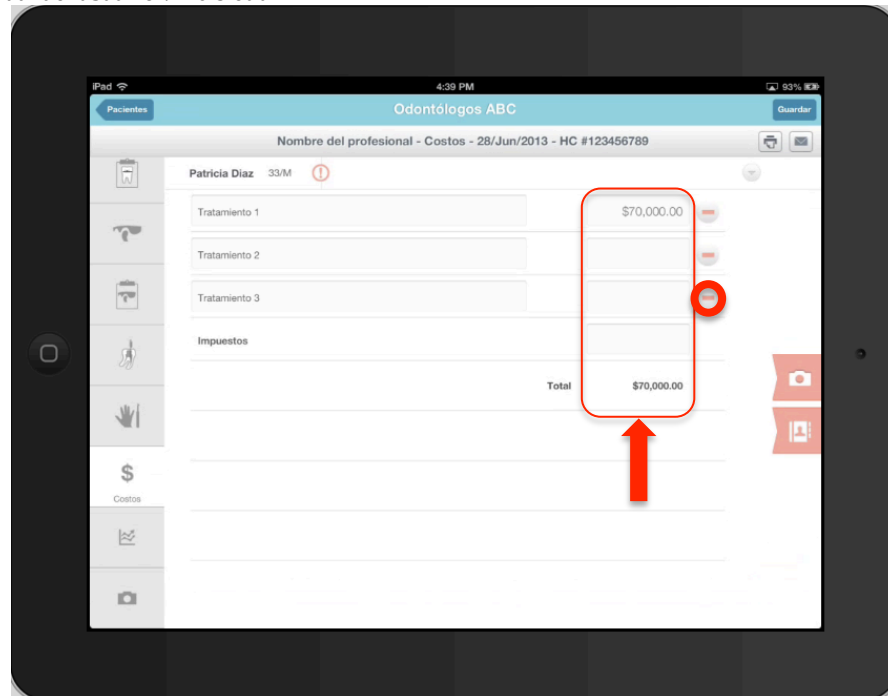 iPad 4:39 PM 93%
Pacientes Odontólogos ABC Guardar
Nombre del profesional - Costos - 28/Jun/2013 - HC #123456789
Patricia Diaz 33/M
Tratamiento 1 $70,000.00
Tratamiento 2
Tratamiento 3
Impuestos
Total $70,000.00
$
Costos